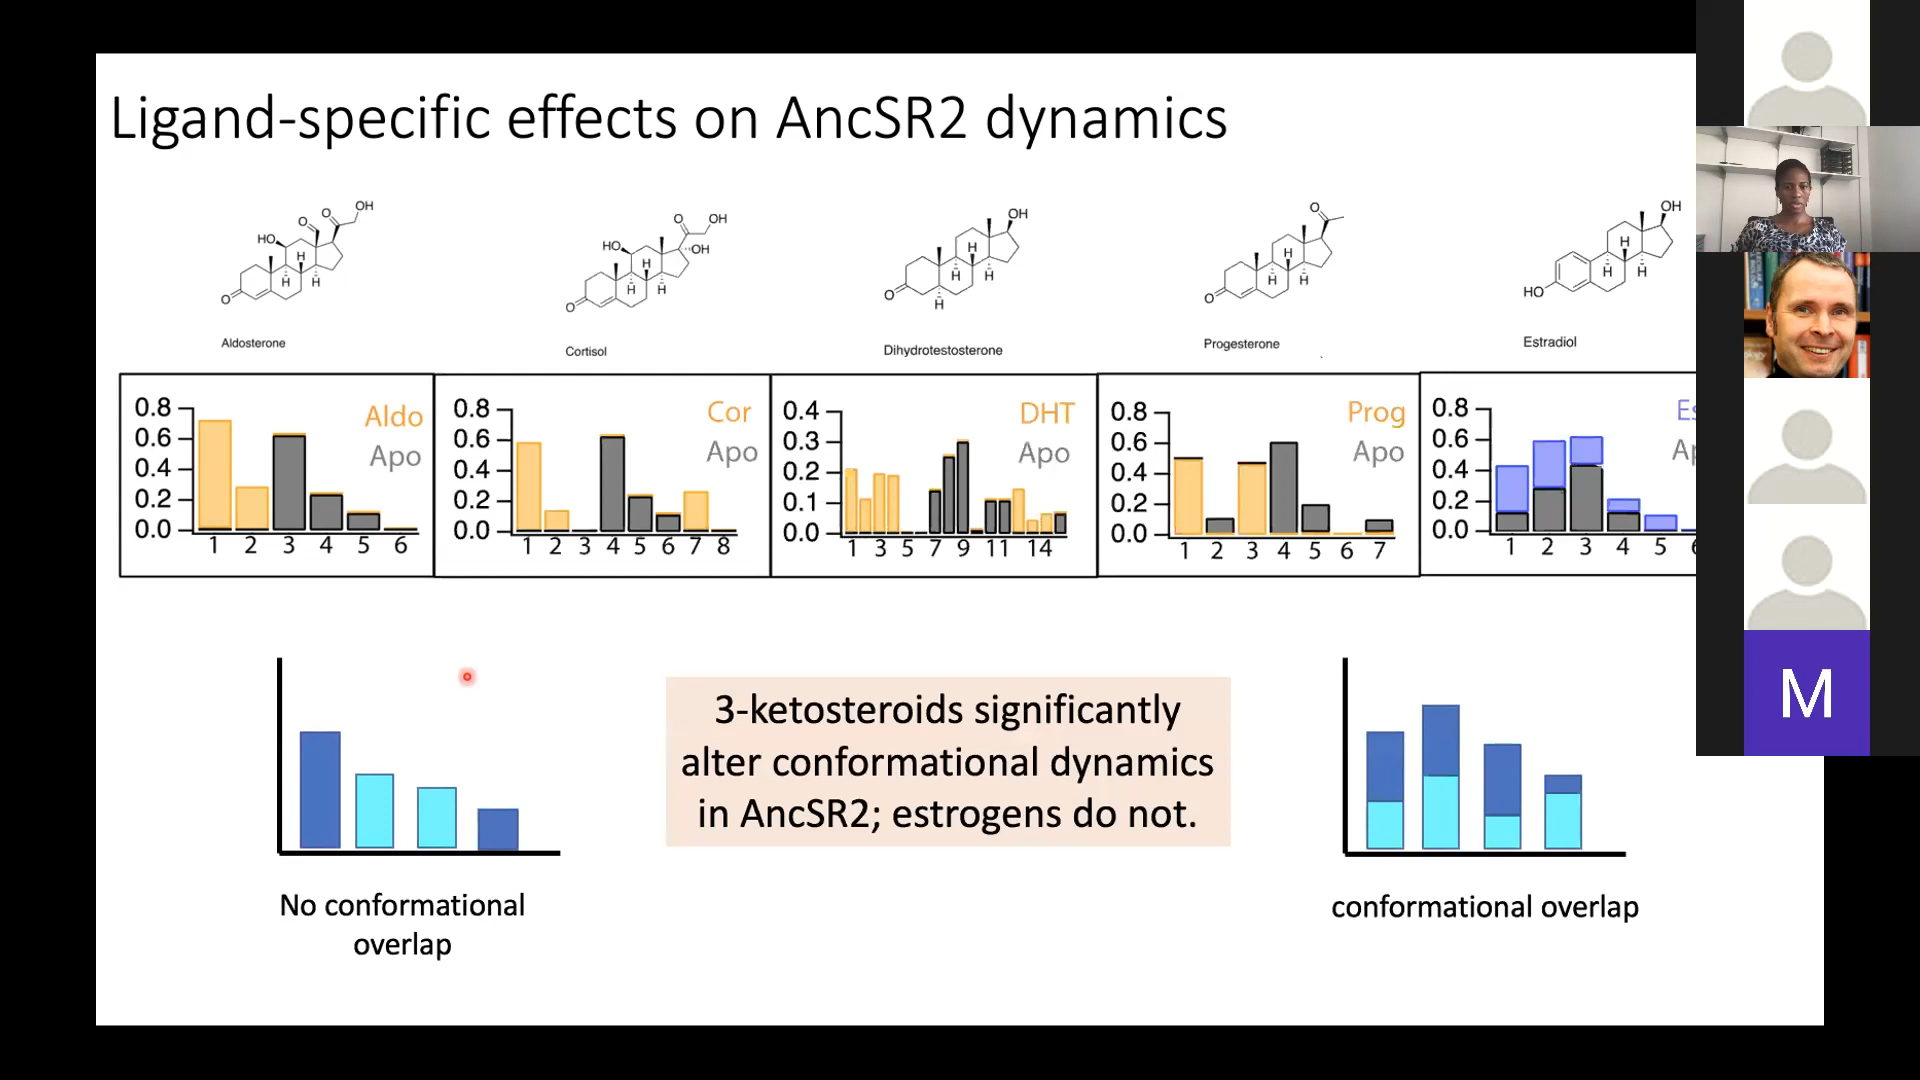 Ligand-specific effects on AncSR2 dynamics
O
O
OH
HO
H
H
H
O
Aldosterone
O
OH
HO
OH
H
H
H
O
Cortisol
OH
H
H
H
H
O
Dihydrotestosterone
O
H
H
H
O
Progesterone
OH
H
H
H
HO
Estradiol
0.8
0.6
0.4
0.2
0.0
Aldo
Apo
1 2 3 4 5 6
0.8
0.6
0.4
0.2
0.0
Cor
Apo
1 2 3 4 5 6 7 8
0.4
0.3
0.2
0.1
0.0
DHT
Apo
1 3 5 7 9 11 14
0.8
0.6
0.4
0.2
0.0
Prog
Apo
1 2 3 4 5 6 7
0.8
0.6
0.4
0.2
0.0
1 2 3 4 5
3-ketosteroids significantly
alter conformational dynamics
in AncSR2; estrogens do not.
No conformational
overlap
conformational overlap
M